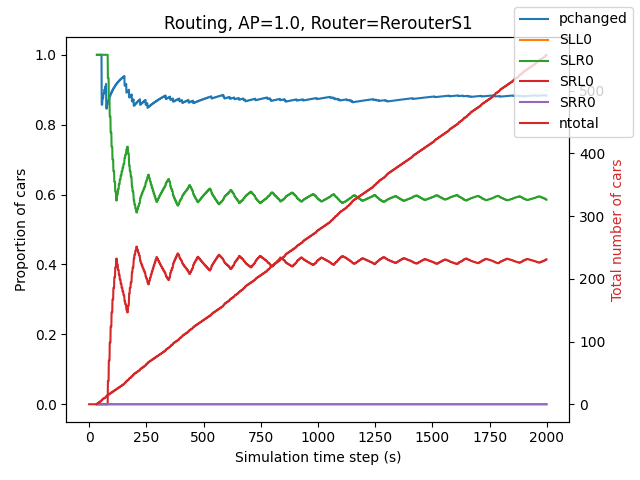 Routing, AP=1.0, Router=RerouterS1
pchanged
SLL0
SLR0
SRL0
SRR0
ntotal
1.0
0.8
0.6
0.4
0.2
0.0
Proportion of cars
500
400
300
200
100
0
Total number of cars
0 250 500 750 1000 1250 1500 1750 2000
Simulation time step (s)